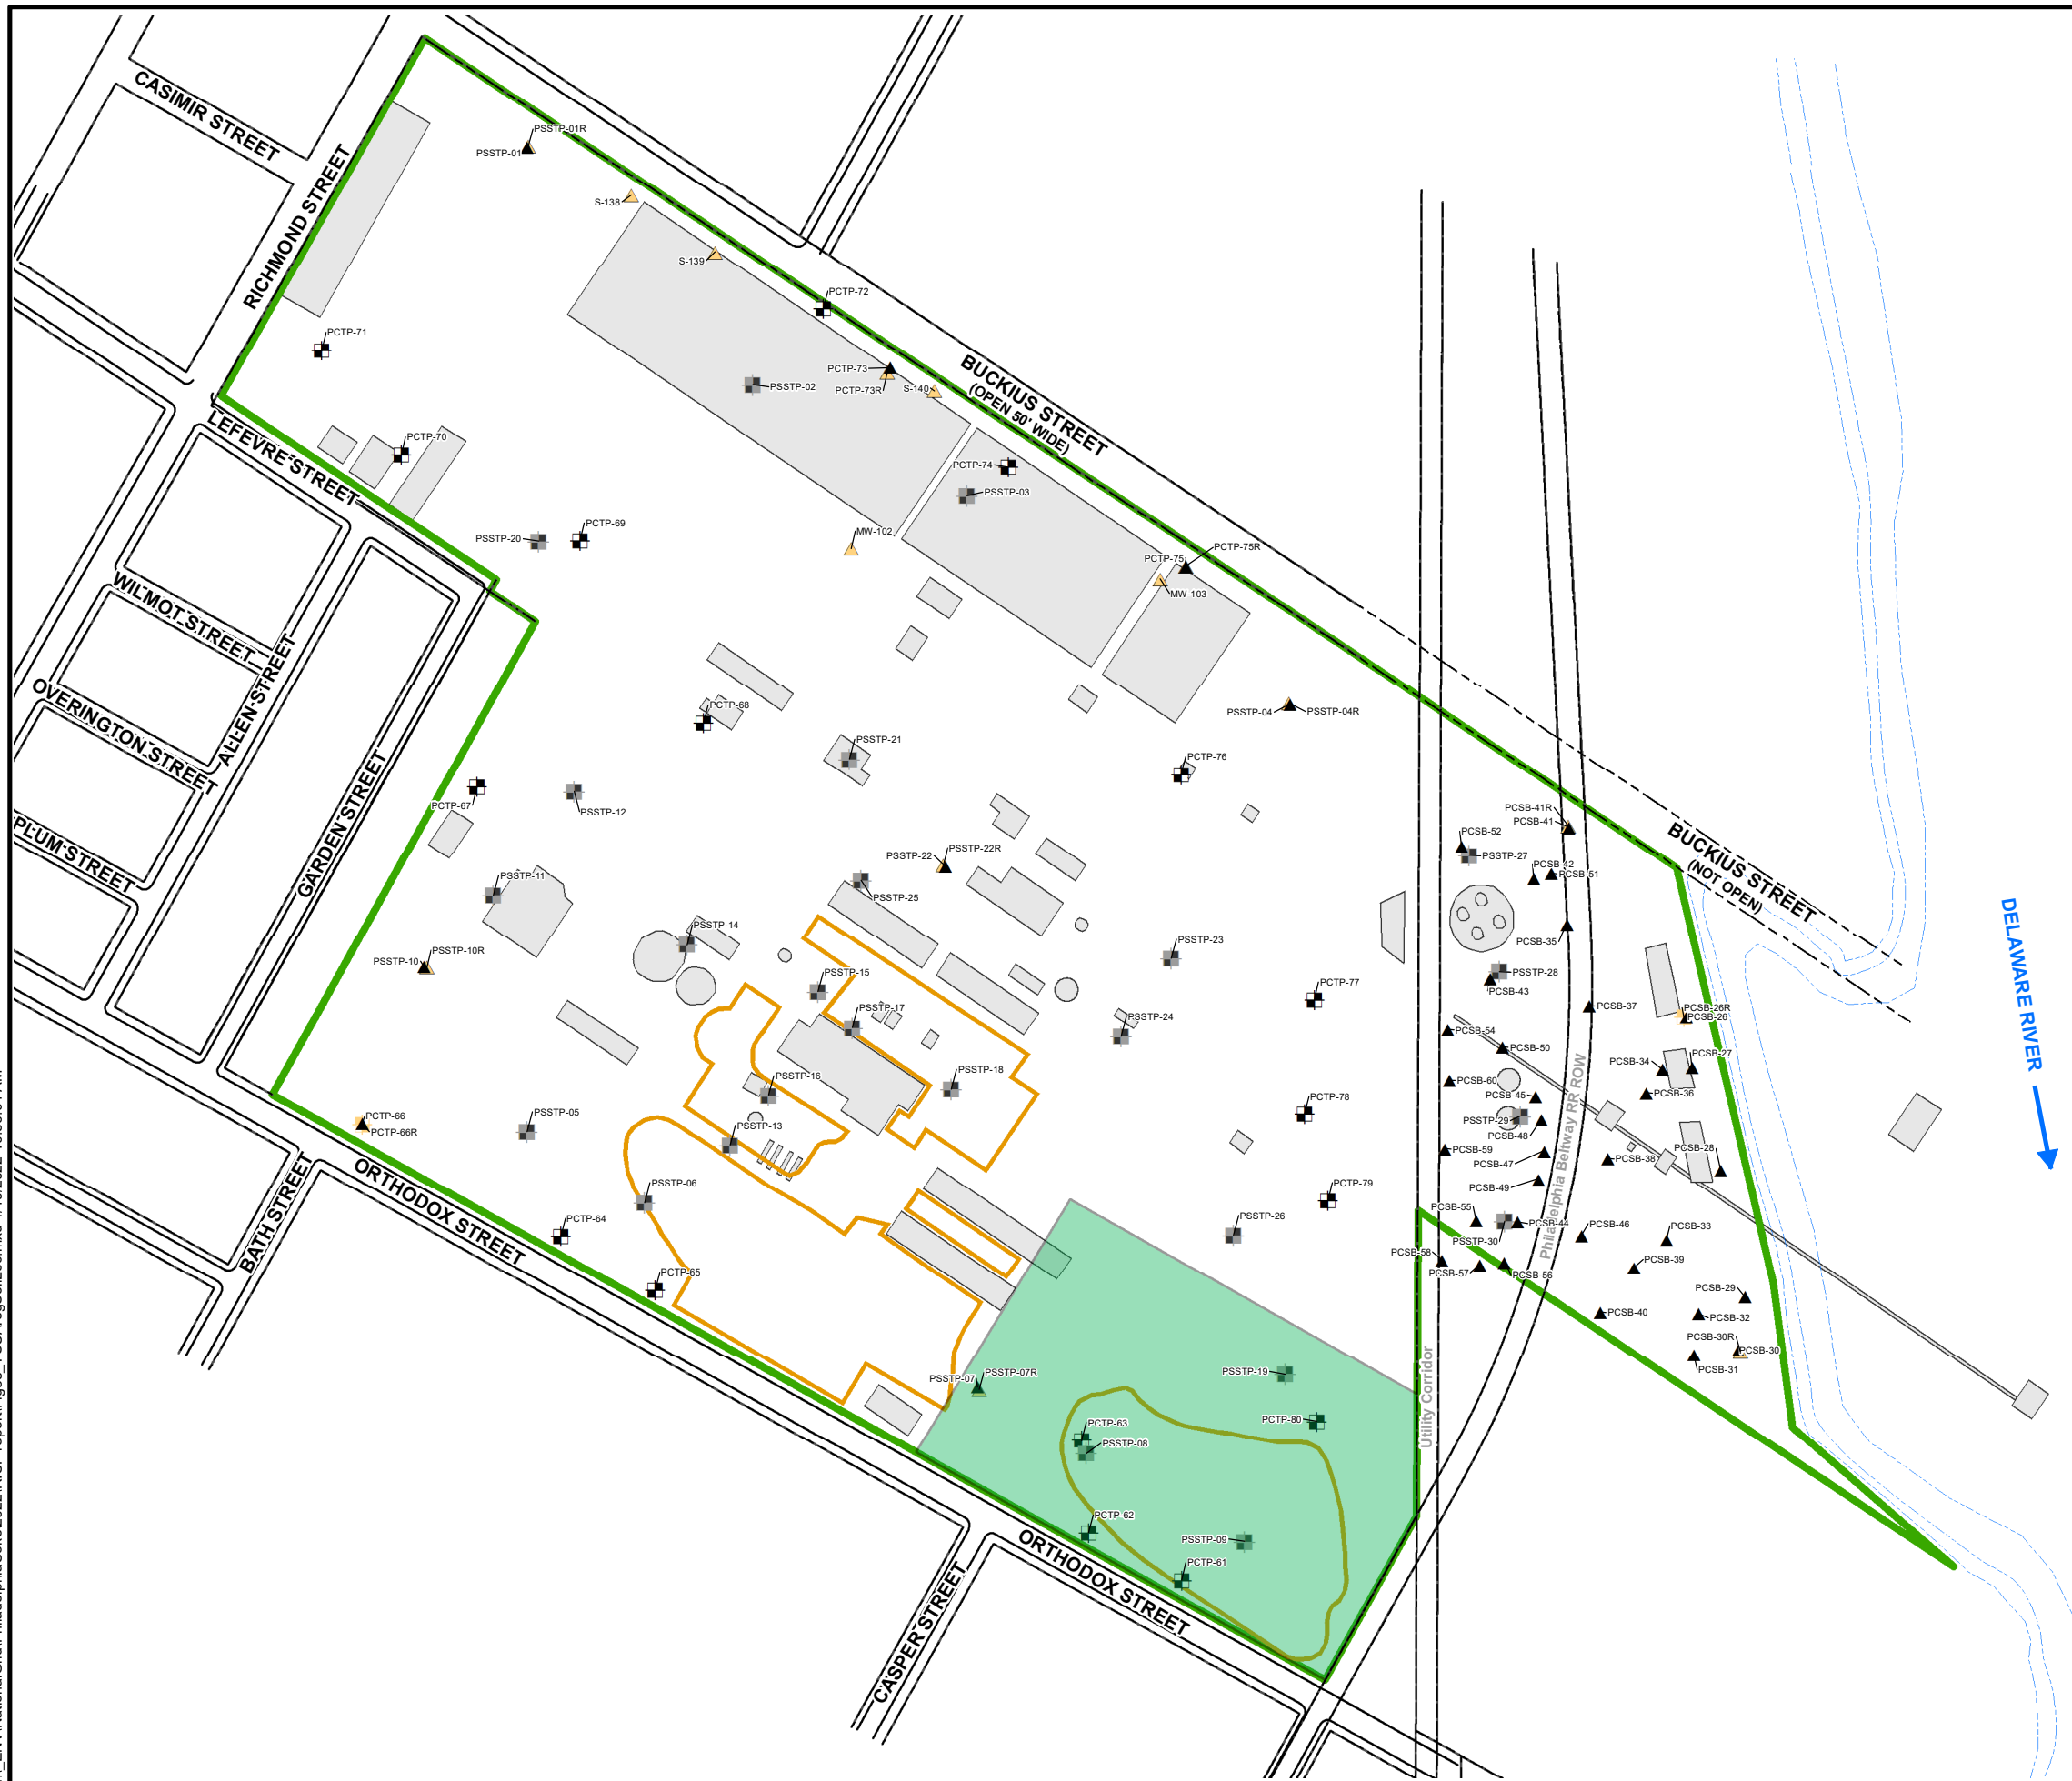 CASIMIR STREET
PSSTP-01R
PSSTP-01
RICHMOND STREET
S-138
S-139
PCTP-72
PCTP-71
PCTP-73
PCTP-73R
PSSTP-02
S-140
BUCKIUS STREET
(OPEN 50' WIDE)
LEFEVRE STREET
PCTP-70
PCTP-74
PSSTP-03
PSSTP-20
PCTP-69
MW-102
PCTP-75
PCTP-75R
MW-103
WILMOT STREET
ALLEN STREET
OVERINGTON STREET
PCTP-68
PSSTP-04
PSSTP-04R
PSSTP-21
PCTP-76
GARDEN STREET
PCTP-67
PSSTP-12
PLUM STREET
PCSB-41R
PCSB-41
PCSB-52
PSSTP-27
BUCKIUS STREET
(NOT OPEN)
PSSTP-22
PSSTP-22R
PCSB-42
PCSB-51
PSSTP-11
PSSTP-25
DELAWARE RIVER
PSSTP-14
PSSTP-23
PCSB-35
PSSTP-10
PSSTP-10R
PSSTP-15
PSSTP-28
PCSB-43
PCTP-77
PSSTP-17
PCSB-37
PCSB-26R
PCSB-26
PSSTP-24
PCSB-54
PCSB-50
PCSB-34
PCSB-27
PSSTP-16
PSSTP-18
PCSB-60
PCSB-45
PCSB-36
PCTP-66
PCTP-66R
PSSTP-05
PSSTP-13
PCTP-78
PSSTP-29
PCSB-48
Philadelphia Beltway RR ROW
PCSB-59
PCSB-47
PCSB-38
PCSB-28
ORTHODOX STREET
BATH STREET
PSSTP-06
PCTP-79
PCSB-49
PCTP-64
PSSTP-26
PCSB-55
PCSB-44
PSSTP-30
PCSB-46
PCSB-33
PCSB-58
PCSB-57
PCSB-56
PCSB-39
PCTP-65
PCSB-29
PCSB-40
PCSB-32
PCSB-30R
PCSB-30
PCSB-31
PSSTP-07
PSSTP-07R
PSSTP-19
Utility Corridor
PCTP-63
PSSTP-08
PCTP-80
PCTP-62
PSSTP-09
PCTP-61
ORTHODOX STREET
CASPER STREET